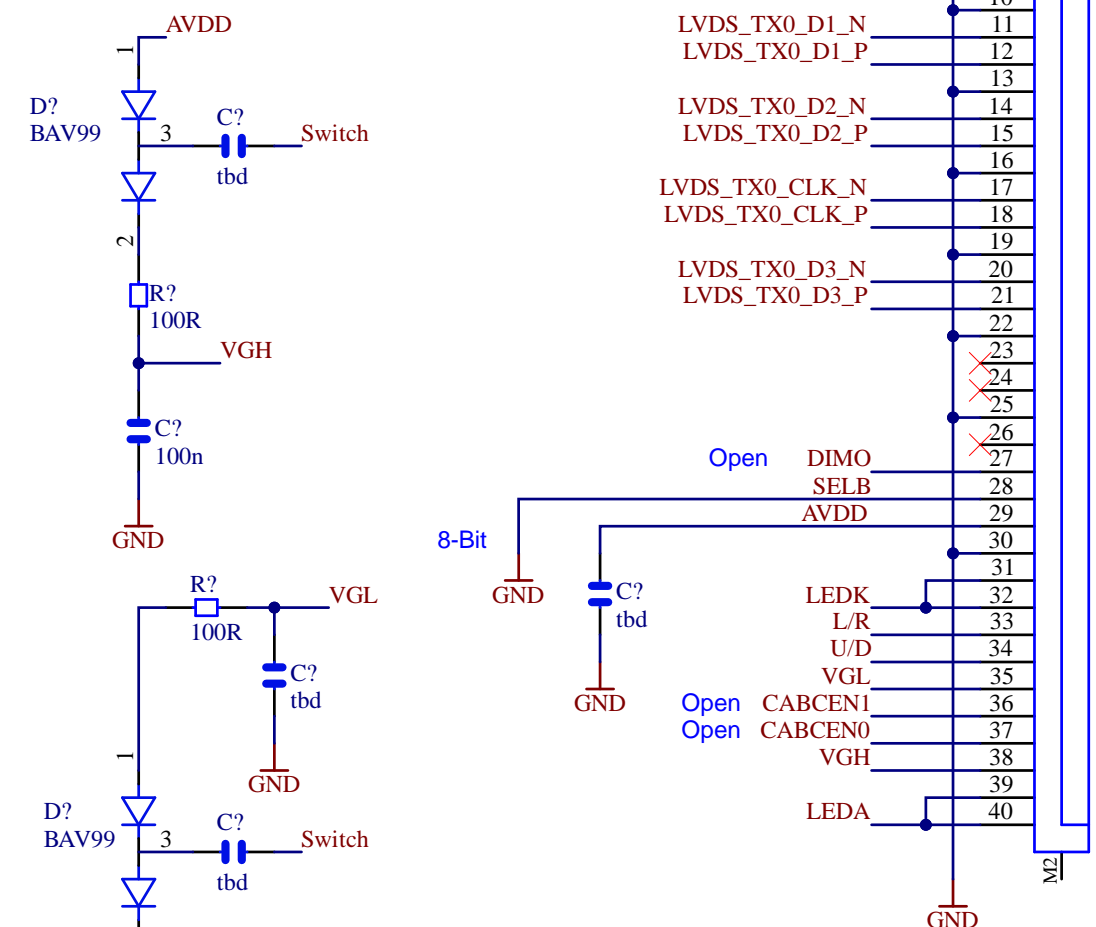 AVDD
1
D?
BAV99
3
C?
tbd
Switch
2
R?
100R
VGH
C?
100n
GND
R?
100R
VGL
C?
tbd
GND
1
D?
BAV99
3
C?
tbd
Switch
8-Bit
GND
C?
tbd
GND
10
LVDS_TX0_D1_N 11
LVDS_TX0_D1_P 12
13
LVDS_TX0_D2_N 14
LVDS_TX0_D2_P 15
16
LVDS_TX0_CLK_N 17
LVDS_TX0_CLK_P 18
19
LVDS_TX0_D3_N 20
LVDS_TX0_D3_P 21
22
23
24
25
26
Open DIMO 27
SELB 28
AVDD 29
30
31
LEDK 32
L/R 33
U/D 34
VGL 35
Open CABCEN1 36
Open CABCEN0 37
VGH 38
39
LEDA 40
M2
GND